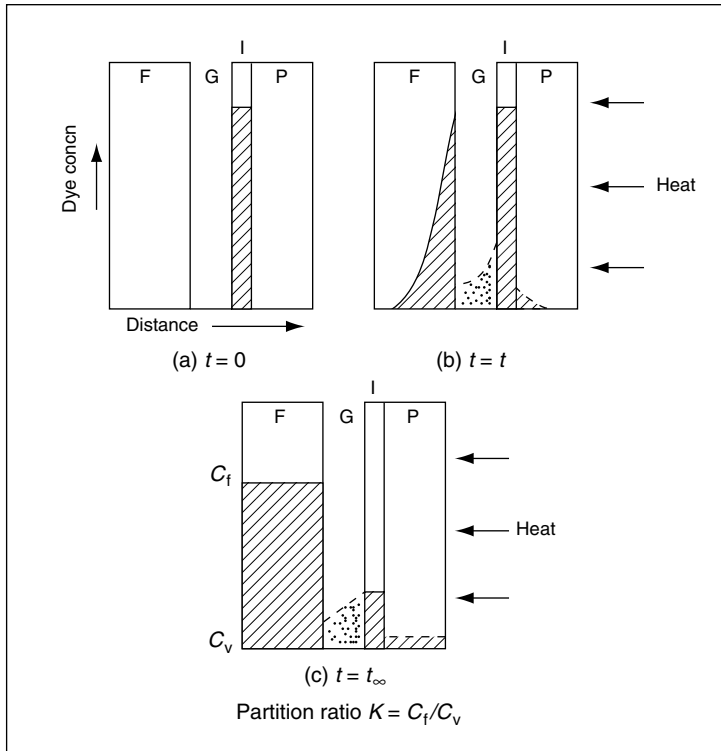 I
F G P
Dye concn
Distance
(a) t = 0
I
F G P
Heat
(b) t = t
I
F G P
Cf
Cv
Heat
(c) t = t∞
Partition ratio K = Cf/Cv